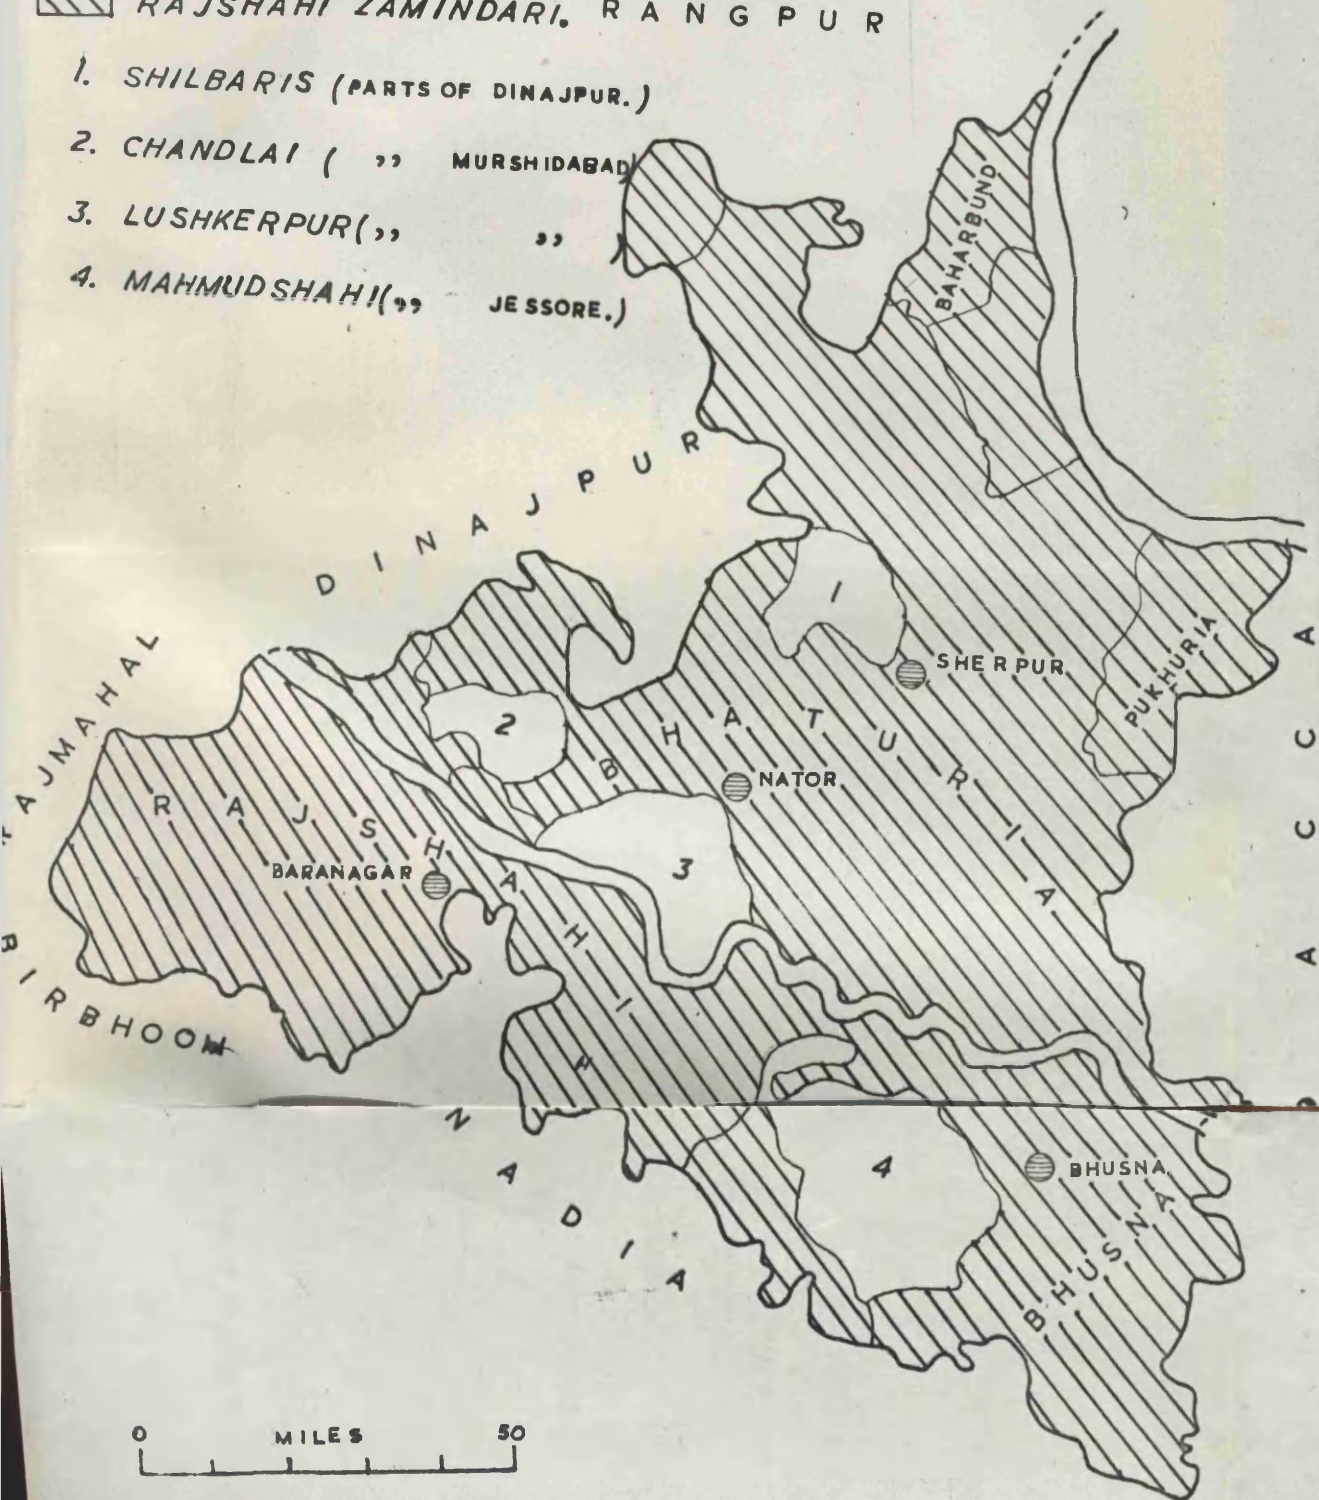 RAJSHAHI ZAMINDARI. RANGPUR
1. SHILBARIS (PARTS OF DINAJPUR.)
2. CHANDLAI ( ,, MURSHIDABAD)
3. LUSHKERPUR (,, ,, )
4. MAHMUDSHAHI (,, JESSORE.)
BAHARBUND
DINAJPUR
1
SHERPUR
PUKHURIA
DACCA
RAJMAHAL
2
BHATURIA
NATOR
RAJSHAHI
BARANAGAR
3
BIRBHOOM
NADIA
4
BHUSNA
BHUSNA
0 MILES 50